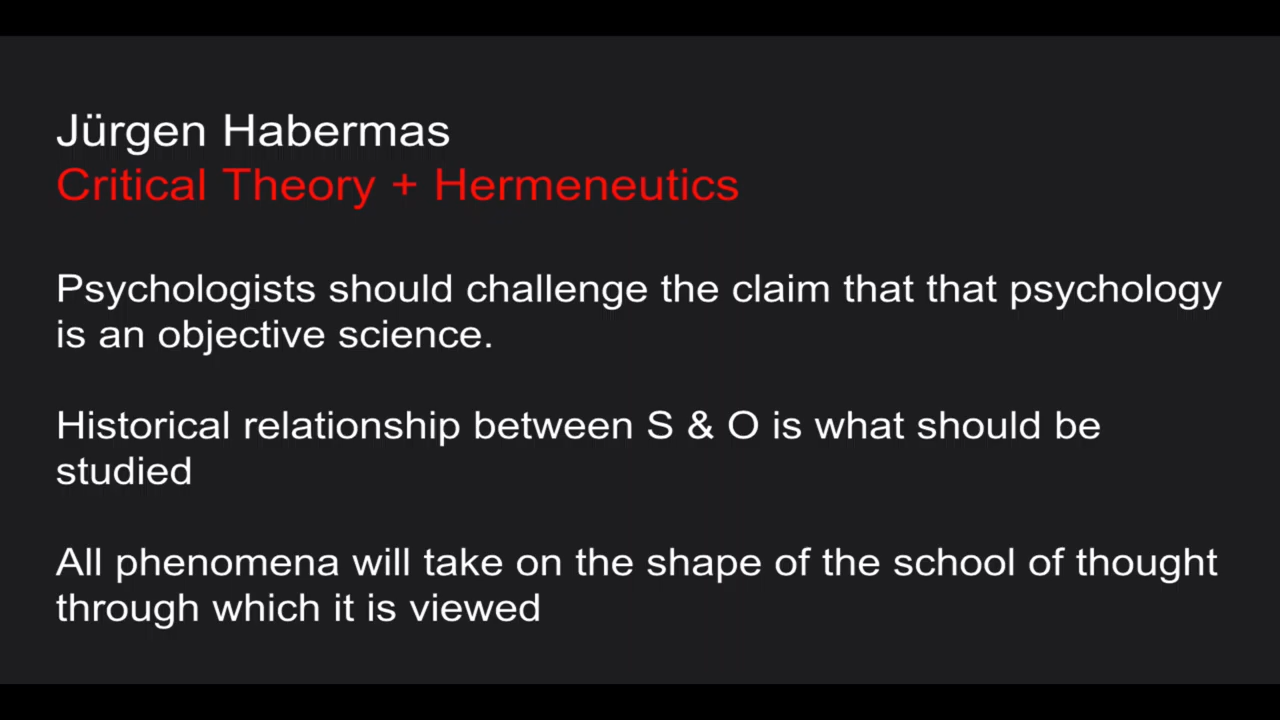 Jürgen Habermas
Critical Theory + Hermeneutics
Psychologists should challenge the claim that that psychology
is an objective science.
Historical relationship between S & O is what should be
studied
All phenomena will take on the shape of the school of thought
through which it is viewed